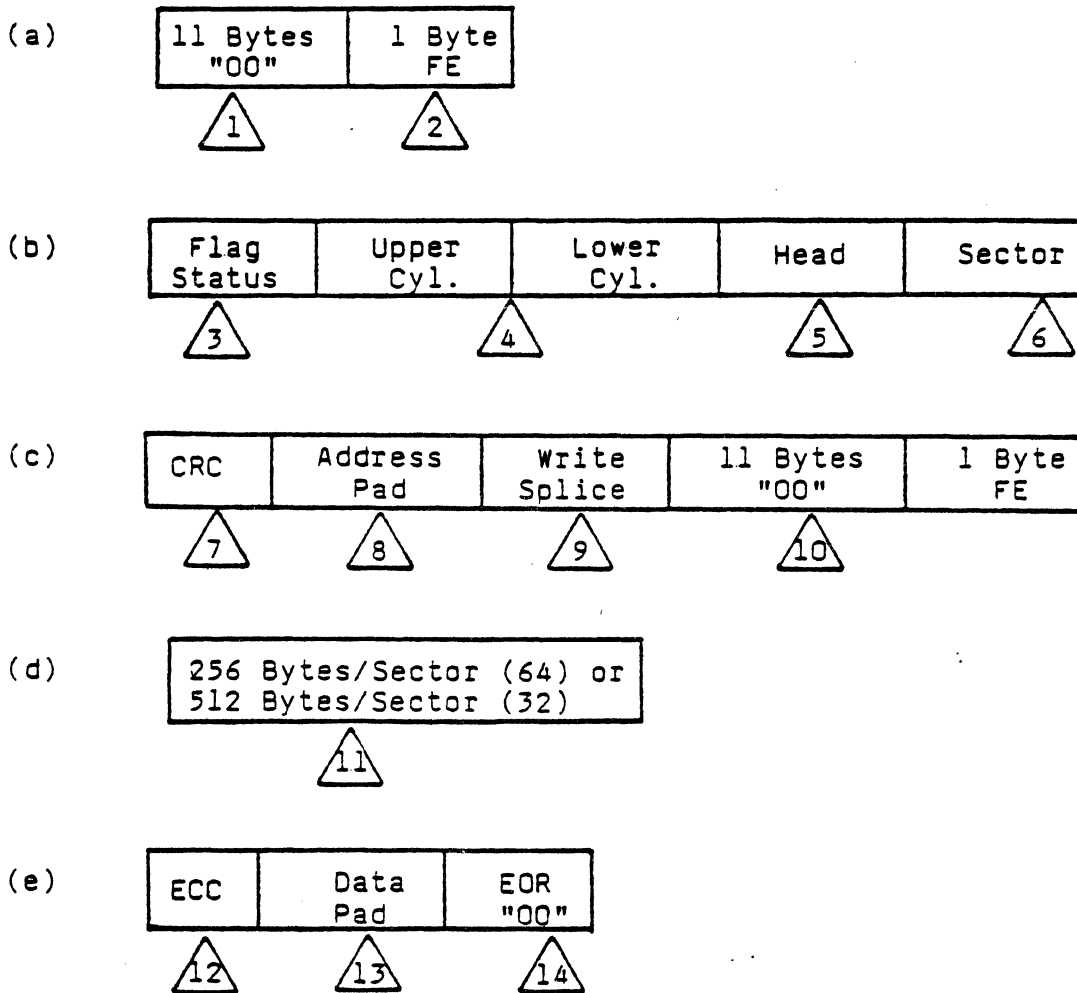 (a)
11 Bytes 1 Byte
"00" FE
1 2
(b)
Flag Upper Lower Head Sector
Status Cyl. Cyl.
3 4 5 6
(c)
CRC Address Write 11 Bytes 1 Byte
Pad Splice "00" FE
7 8 9 10
(d)
256 Bytes/Sector (64) or
512 Bytes/Sector (32)
11
(e)
ECC Data EOR
Pad "00"
12 13 14